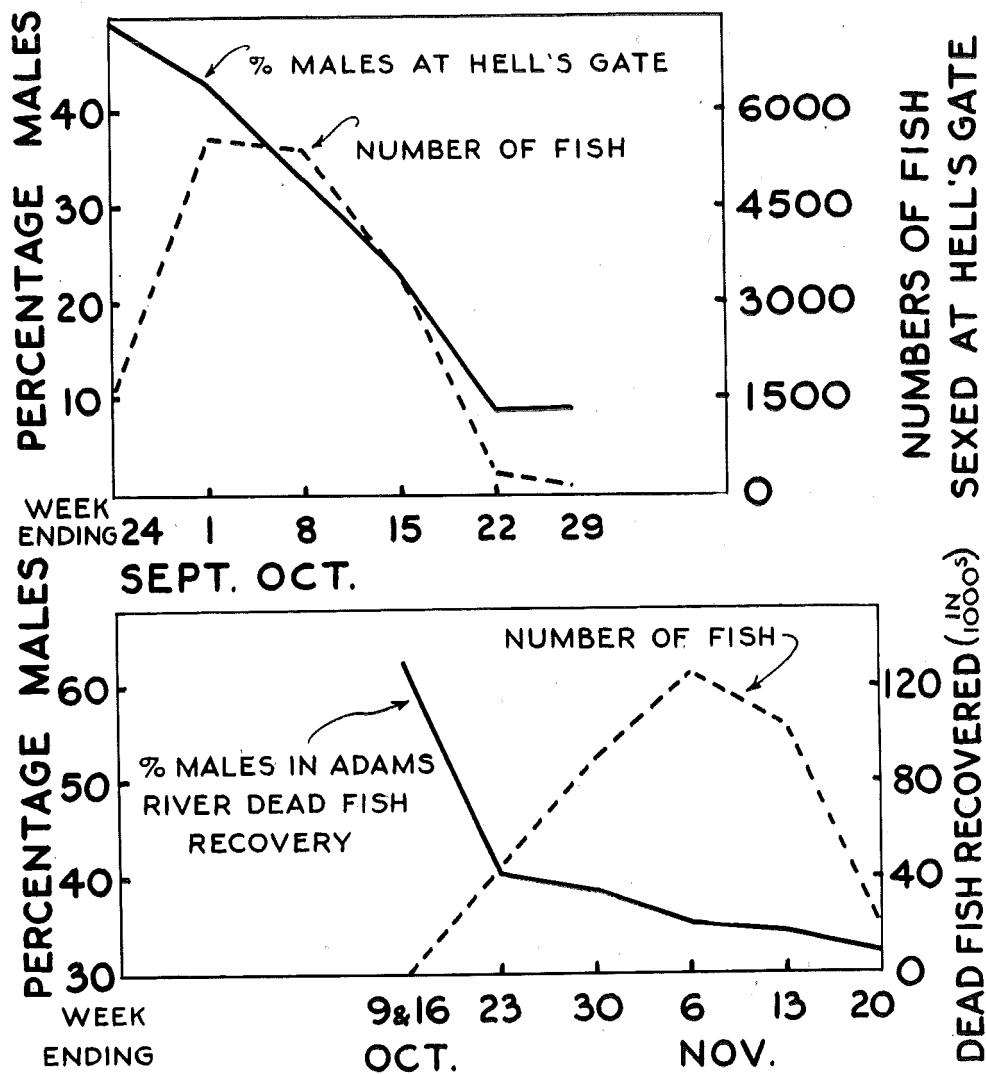 PERCENTAGE MALES
40
30
20
10
% MALES AT HELL'S GATE
NUMBER OF FISH
6000
4500
3000
1500
0
NUMBERS OF FISH
SEXED AT HELL'S GATE
WEEK
ENDING 24 1 8 15 22 29
SEPT. OCT.
PERCENTAGE MALES
60
50
40
30
NUMBER OF FISH
% MALES IN ADAMS
RIVER DEAD FISH
RECOVERY
120
80
40
0
DEAD FISH RECOVERED (IN 1000S)
WEEK
ENDING
9&16 23 30 6 13 20
OCT. NOV.